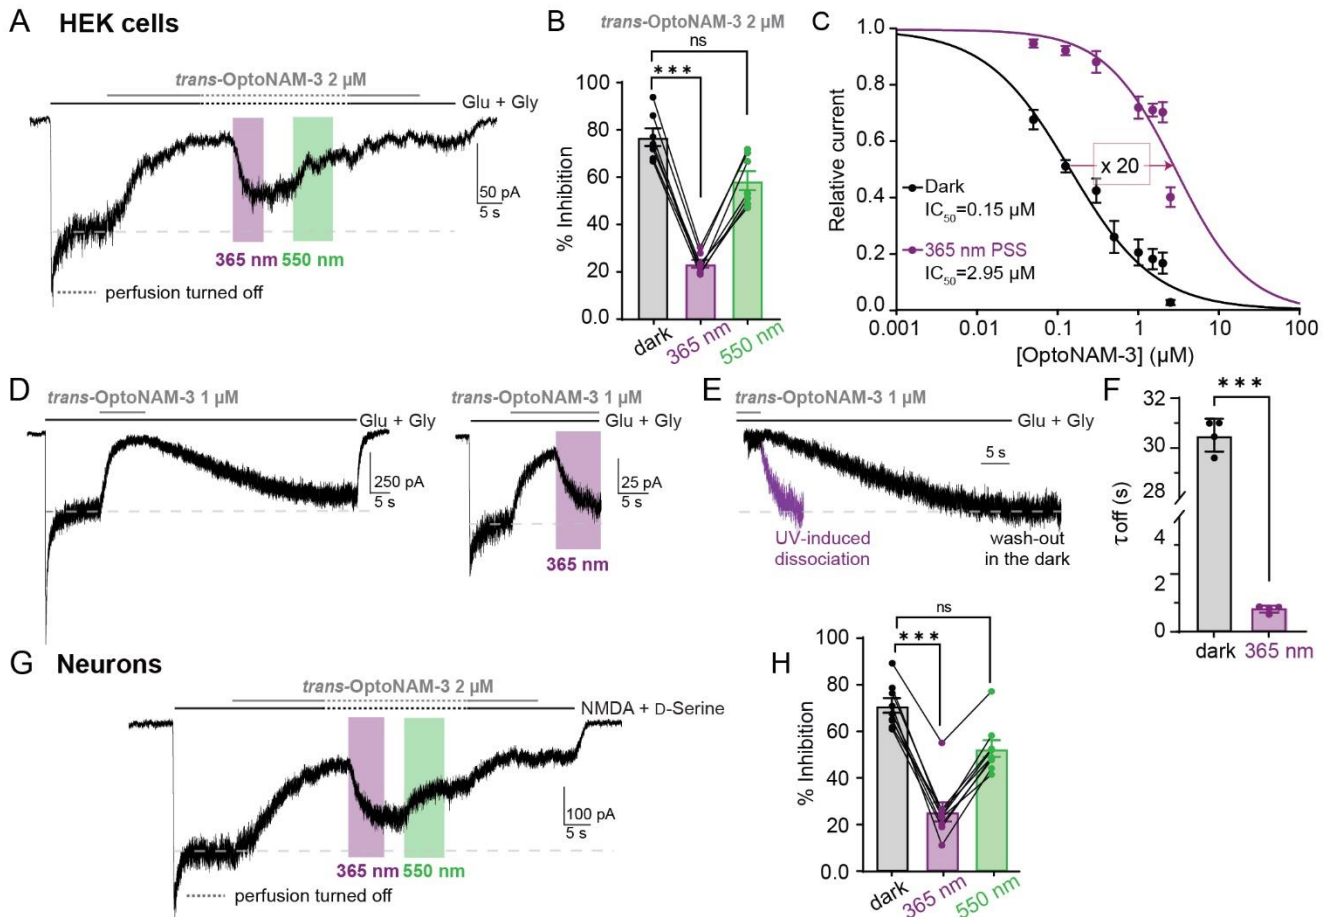 A HEK cells
trans-OptoNAM-3 2 µM
Glu + Gly
50 pA
5 s
365 nm
550 nm
perfusion turned off
B
trans-OptoNAM-3 2 µM
ns
***
% Inhibition
100
80
60
40
20
0.0
dark
365 nm
550 nm
C
Relative current
1.0
0.8
0.6
0.4
0.2
0.0
x 20
Dark
IC50=0.15 µM
365 nm PSS
IC50=2.95 µM
0.001
0.01
0.1
1
10
100
[OptoNAM-3] (µM)
D
trans-OptoNAM-3 1 µM
Glu + Gly
250 pA
5 s
trans-OptoNAM-3 1 µM
Glu + Gly
25 pA
5 s
365 nm
E
trans-OptoNAM-3 1 µM
Glu + Gly
5 s
UV-induced
dissociation
wash-out
in the dark
F
***
τoff (s)
32
30
28
4
2
0
dark
365 nm
G Neurons
trans-OptoNAM-3 2 µM
NMDA + D-Serine
100 pA
5 s
365 nm
550 nm
perfusion turned off
H
ns
***
% Inhibition
100
80
60
40
20
0
dark
365 nm
550 nm